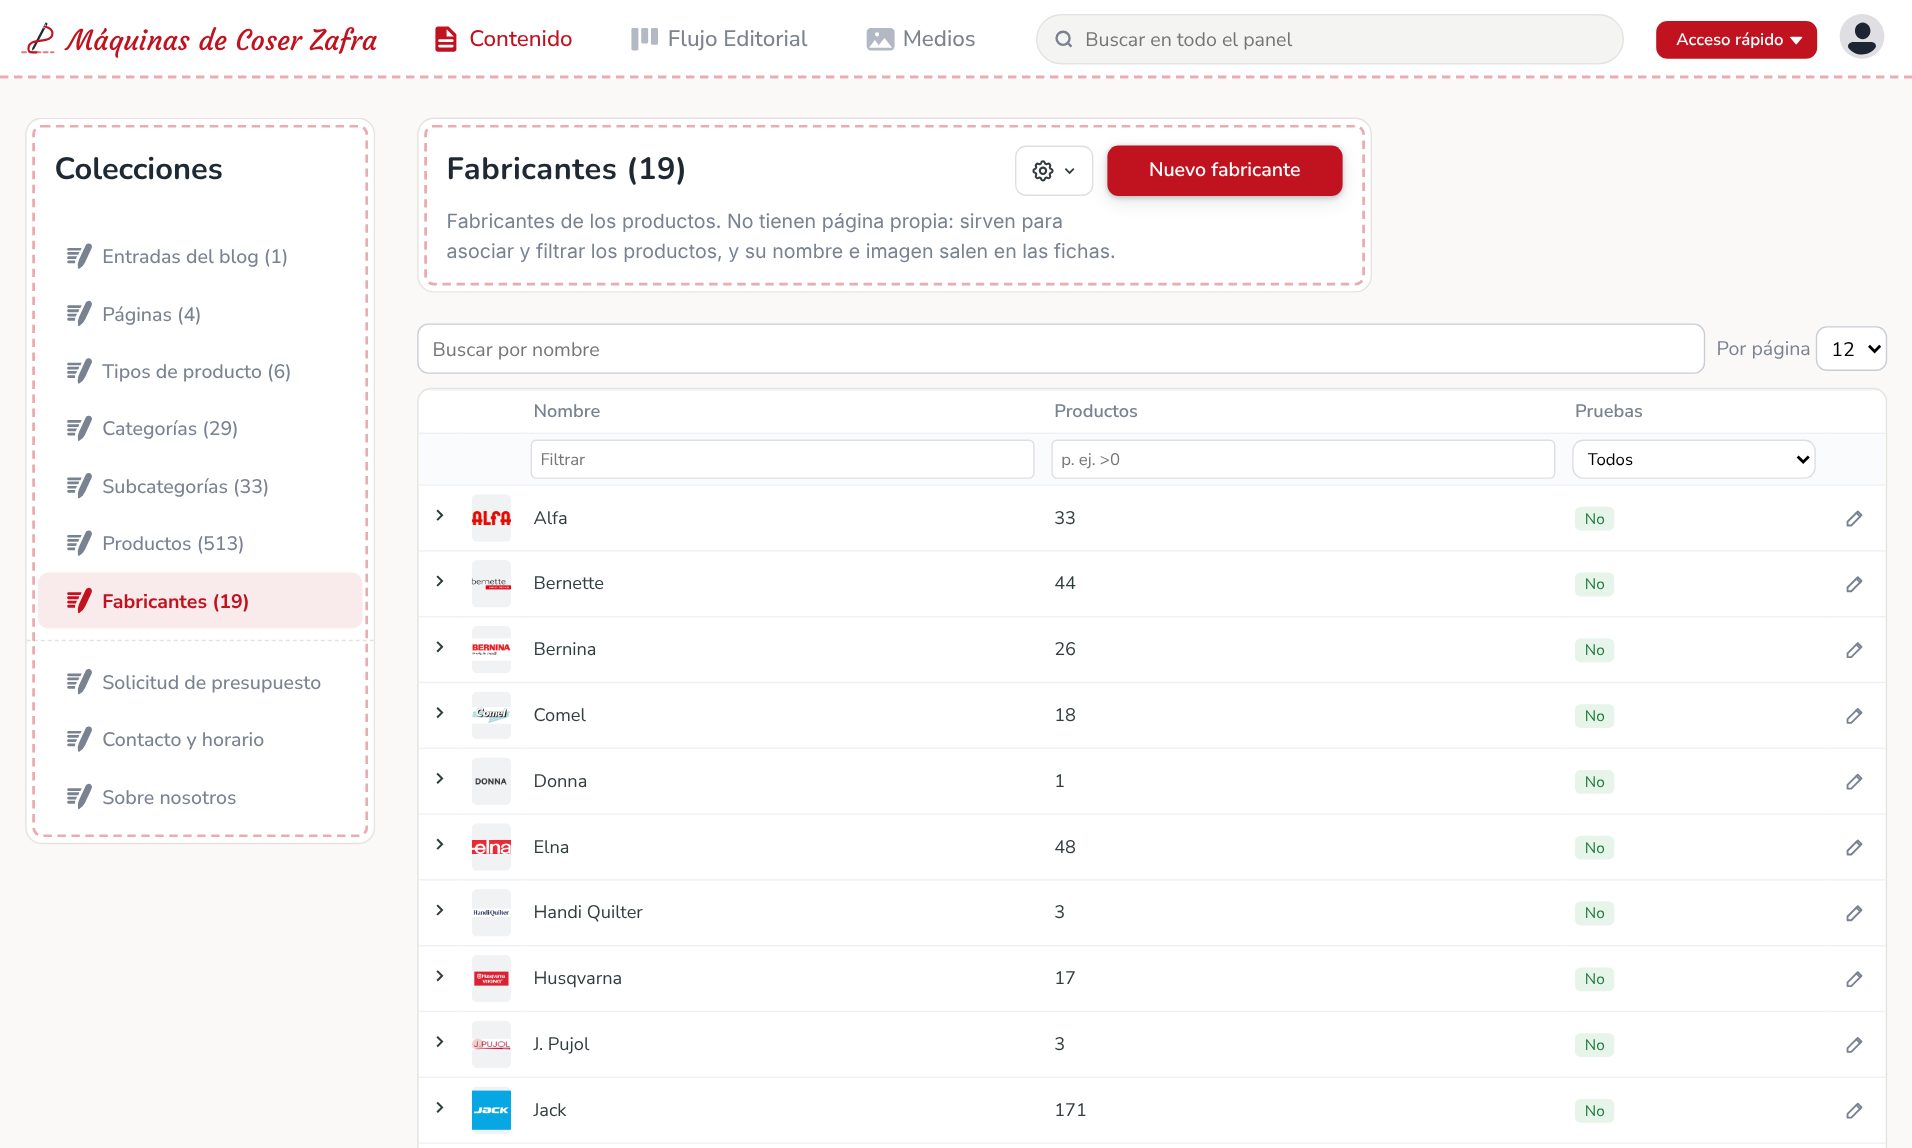 Máquinas de Coser Zafra
Contenido
Flujo Editorial
Medios
Buscar en todo el panel
Acceso rápido
Colecciones
Entradas del blog (1)
Páginas (4)
Tipos de producto (6)
Categorías (29)
Subcategorías (33)
Productos (513)
Fabricantes (19)
Solicitud de presupuesto
Contacto y horario
Sobre nosotros
Fabricantes (19)
Nuevo fabricante
Fabricantes de los productos. No tienen página propia: sirven para
asociar y filtrar los productos, y su nombre e imagen salen en las fichas.
Buscar por nombre
Por página 12
Nombre Productos Pruebas
Filtrar p. ej. >0 Todos
ALFA Alfa 33 No
bernette Bernette 44 No
BERNINA Bernina 26 No
Comel Comel 18 No
DONNA Donna 1 No
elna Elna 48 No
HandiQuilter Handi Quilter 3 No
Husqvarna VIKING Husqvarna 17 No
J.PUJOL J. Pujol 3 No
JACK Jack 171 No